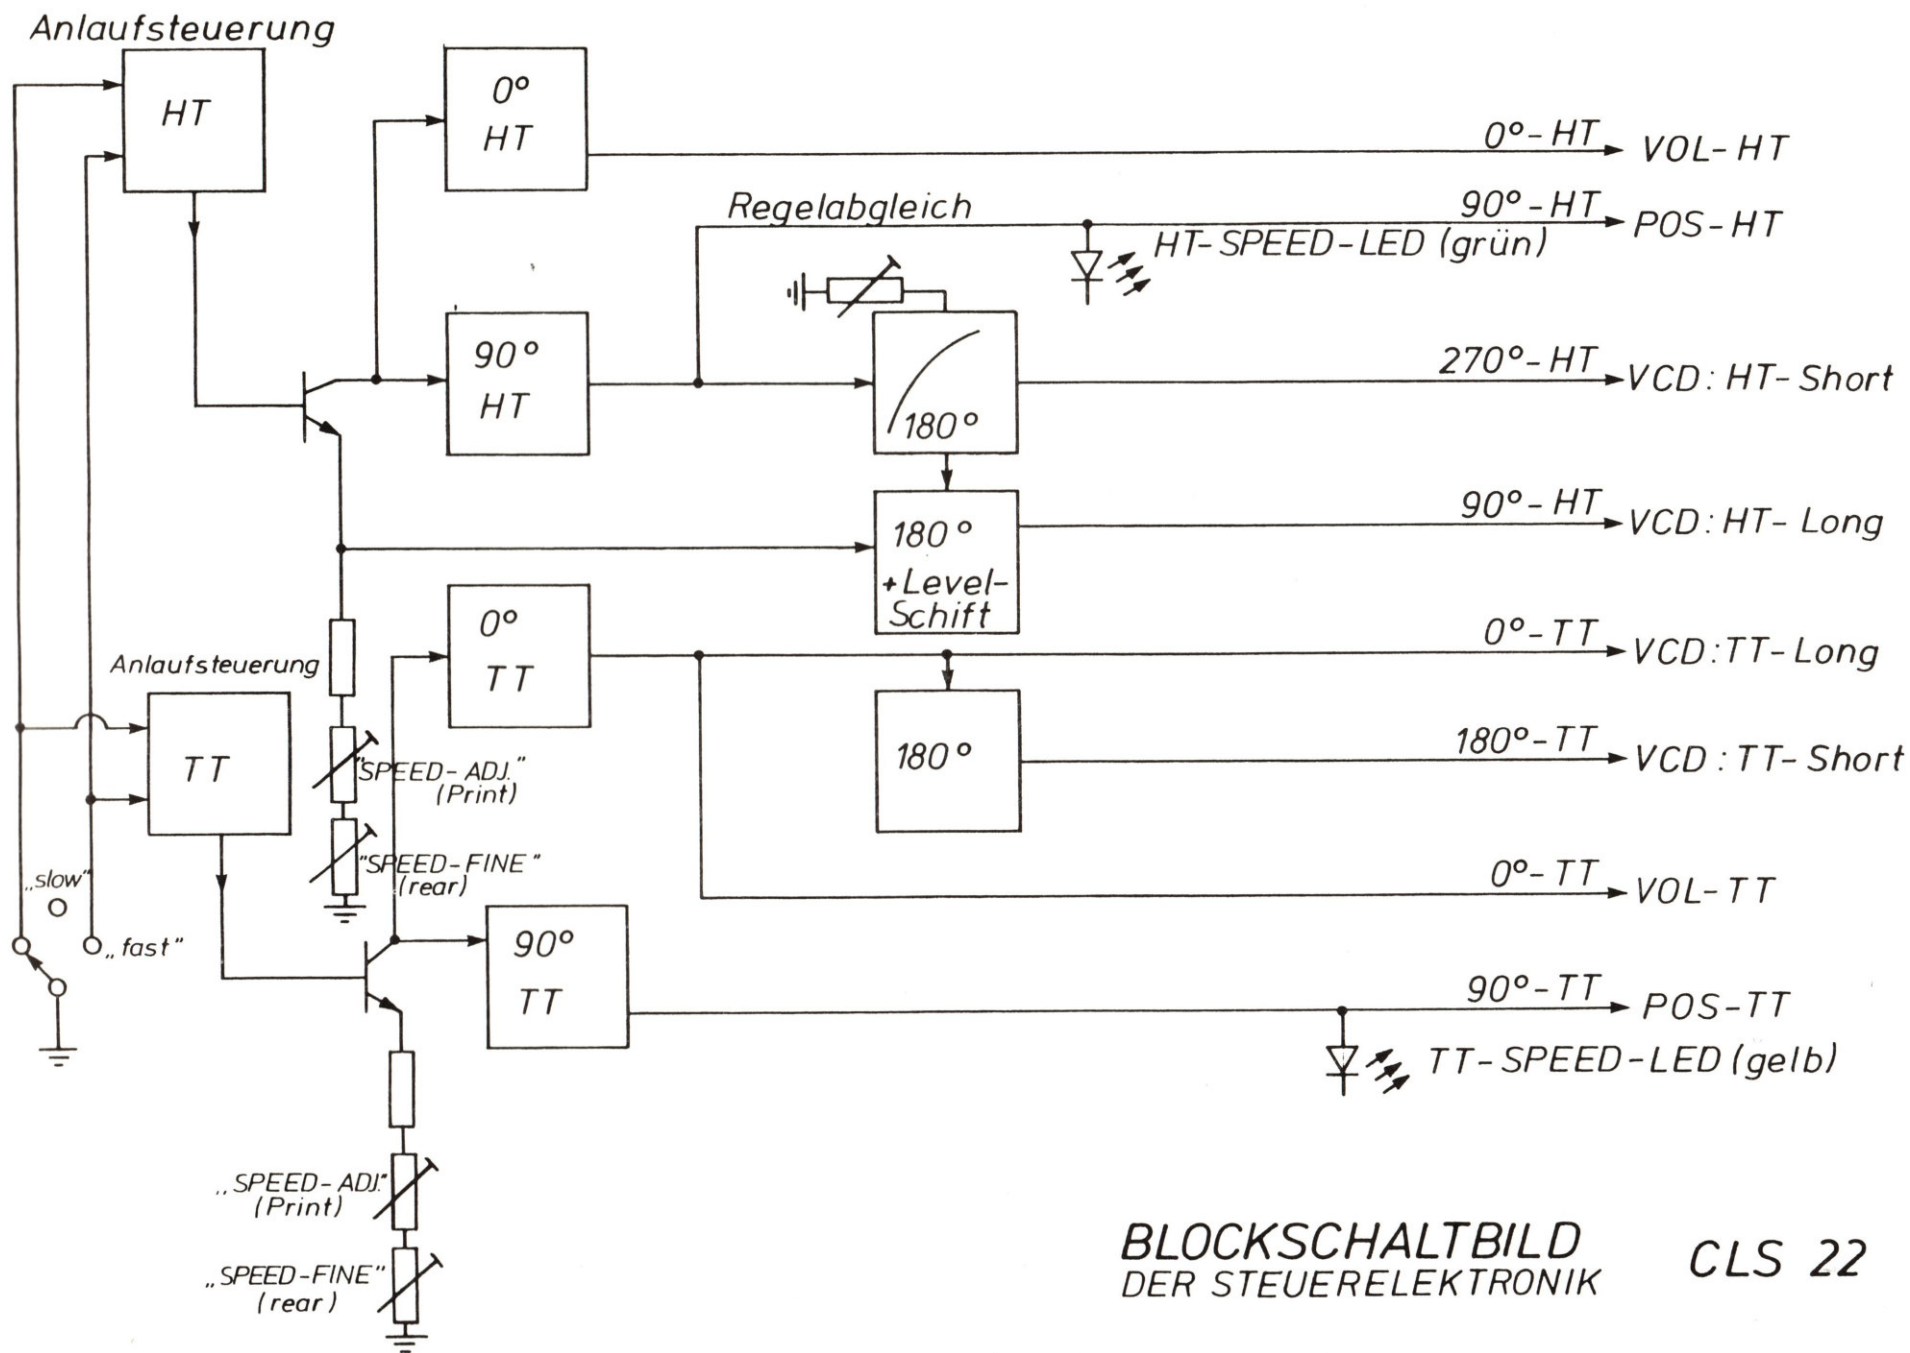 Anlaufsteuerung
HT
0°
HT
0°-HT
VOL-HT
Regelabgleich
90°-HT
POS-HT
HT-SPEED-LED (grün)
90°
HT
180°
270°-HT
VCD: HT-Short
180°
+Level-
Schift
90°-HT
VCD: HT-Long
0°
TT
0°-TT
VCD:TT-Long
Anlaufsteuerung
TT
"SPEED-ADJ."
(Print)
180°
180°-TT
VCD: TT-Short
"SPEED-FINE"
(rear)
„slow"
„fast"
0°-TT
VOL-TT
90°
TT
90°-TT
POS-TT
TT-SPEED-LED (gelb)
„SPEED-ADJ."
(Print)
„SPEED-FINE"
(rear)
BLOCKSCHALTBILD
DER STEUERELEKTRONIK
CLS 22